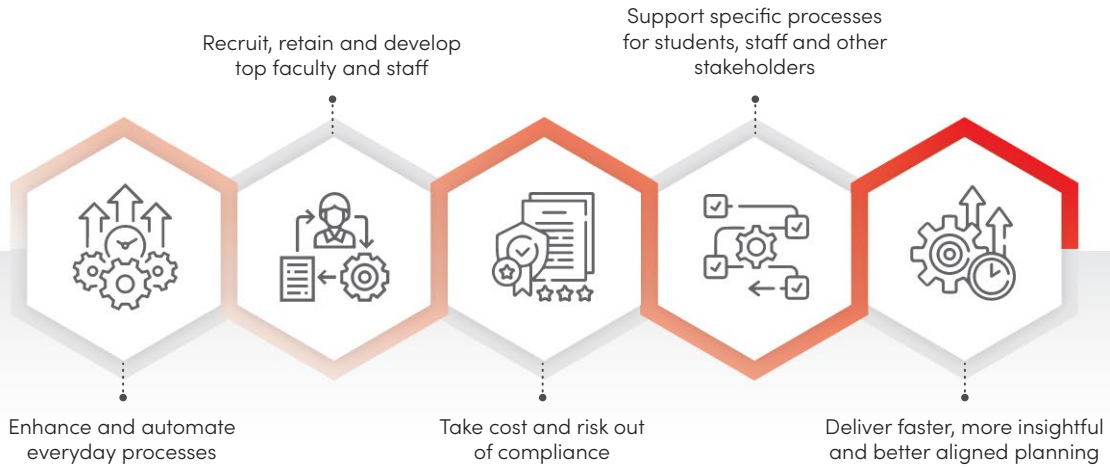 Recruit, retain and develop
top faculty and staff
Support specific processes
for students, staff and other
stakeholders
Enhance and automate
everyday processes
Take cost and risk out
of compliance
Deliver faster, more insightful
and better aligned planning